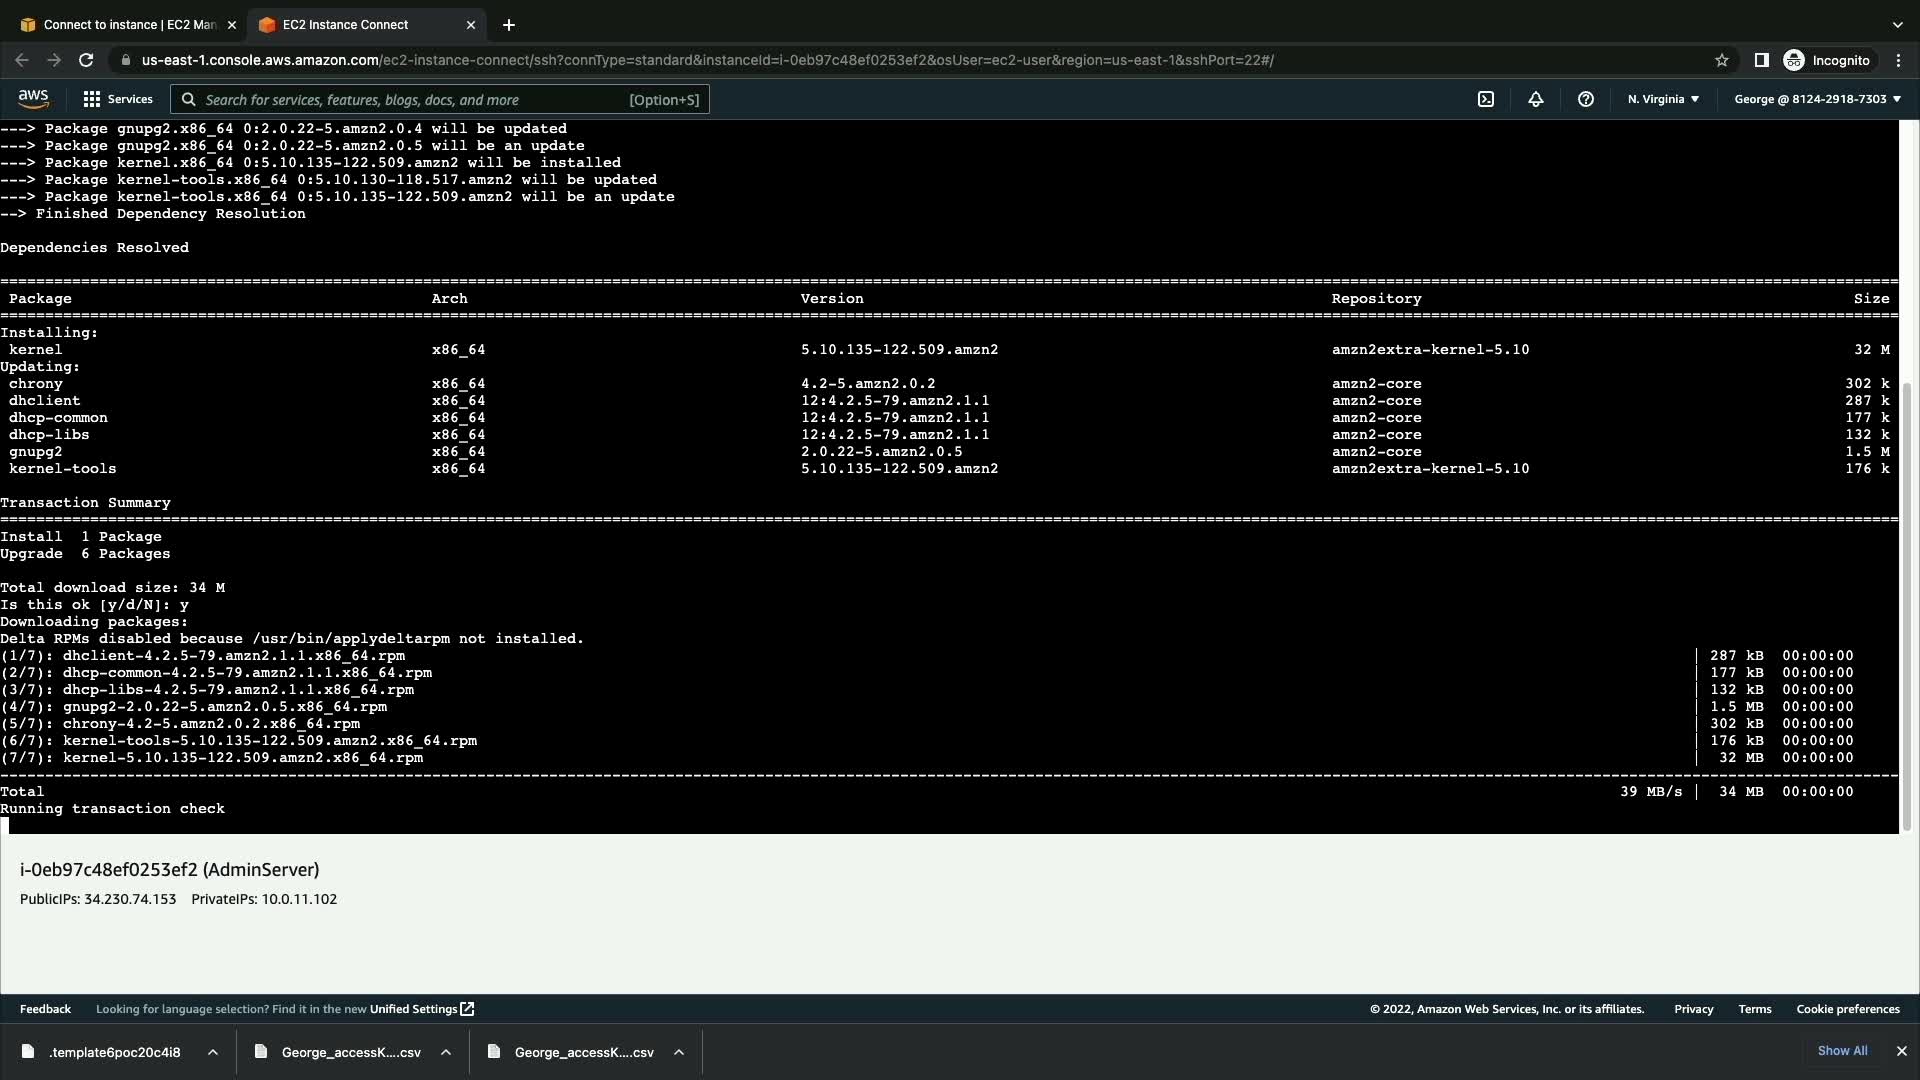 Connect to instance | EC2 Man
EC2 Instance Connect
us-east-1.console.aws.amazon.com/ec2-instance-connect/ssh?connType=standard&instanceId=i-0eb97c48ef0253ef2&osUser=ec2-user&region=us-east-1&sshPort=22#/
Incognito
aws
Services
Search for services, features, blogs, docs, and more [Option+S]
N. Virginia
George @ 8124-2918-7303
---> Package gnupg2.x86_64 0:2.0.22-5.amzn2.0.4 will be updated
---> Package gnupg2.x86_64 0:2.0.22-5.amzn2.0.5 will be an update
---> Package kernel.x86_64 0:5.10.135-122.509.amzn2 will be installed
---> Package kernel-tools.x86_64 0:5.10.130-118.517.amzn2 will be updated
---> Package kernel-tools.x86_64 0:5.10.135-122.509.amzn2 will be an update
--> Finished Dependency Resolution
Dependencies Resolved
Package Arch Version Repository Size
Installing:
kernel x86_64 5.10.135-122.509.amzn2 amzn2extra-kernel-5.10 32 M
Updating:
chrony x86_64 4.2-5.amzn2.0.2 amzn2-core 302 k
dhclient x86_64 12:4.2.5-79.amzn2.1.1 amzn2-core 287 k
dhcp-common x86_64 12:4.2.5-79.amzn2.1.1 amzn2-core 177 k
dhcp-libs x86_64 12:4.2.5-79.amzn2.1.1 amzn2-core 132 k
gnupg2 x86_64 2.0.22-5.amzn2.0.5 amzn2-core 1.5 M
kernel-tools x86_64 5.10.135-122.509.amzn2 amzn2extra-kernel-5.10 176 k
Transaction Summary
Install 1 Package
Upgrade 6 Packages
Total download size: 34 M
Is this ok [y/d/N]: y
Downloading packages:
Delta RPMs disabled because /usr/bin/applydeltarpm not installed.
(1/7): dhclient-4.2.5-79.amzn2.1.1.x86_64.rpm | 287 kB 00:00:00
(2/7): dhcp-common-4.2.5-79.amzn2.1.1.x86_64.rpm | 177 kB 00:00:00
(3/7): dhcp-libs-4.2.5-79.amzn2.1.1.x86_64.rpm | 132 kB 00:00:00
(4/7): gnupg2-2.0.22-5.amzn2.0.5.x86_64.rpm | 1.5 MB 00:00:00
(5/7): chrony-4.2-5.amzn2.0.2.x86_64.rpm | 302 kB 00:00:00
(6/7): kernel-tools-5.10.135-122.509.amzn2.x86_64.rpm | 176 kB 00:00:00
(7/7): kernel-5.10.135-122.509.amzn2.x86_64.rpm | 32 MB 00:00:00
Total 39 MB/s | 34 MB 00:00:00
Running transaction check
i-0eb97c48ef0253ef2 (AdminServer)
PublicIPs: 34.230.74.153 PrivateIPs: 10.0.11.102
Feedback Looking for language selection? Find it in the new Unified Settings © 2022, Amazon Web Services, Inc. or its affiliates. Privacy Terms Cookie preferences
.template6poc20c4i8 George_accessK....csv George_accessK....csv Show All